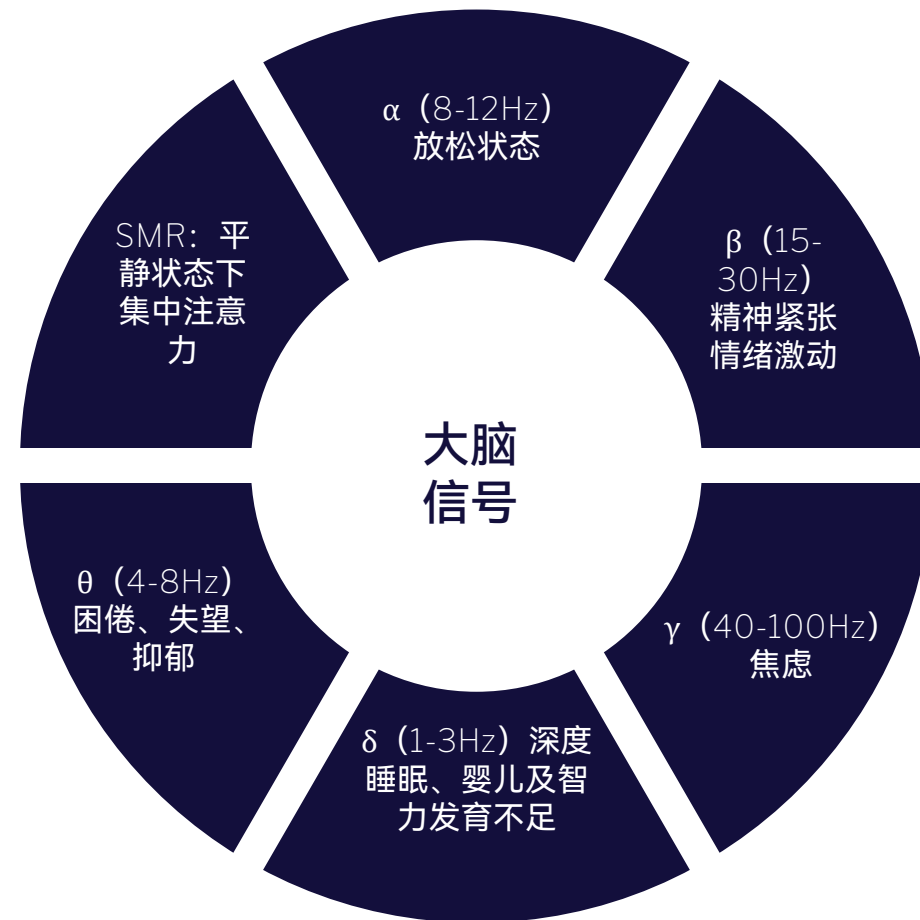 α（8-12Hz）
放松状态
β（15-
30Hz）
精神紧张
情绪激动
γ（40-100Hz）
焦虑
δ（1-3Hz）深度
睡眠、婴儿及智
力发育不足
θ（4-8Hz）
困倦、失望、
抑郁
SMR：平
静状态下
集中注意
力
大脑
信号